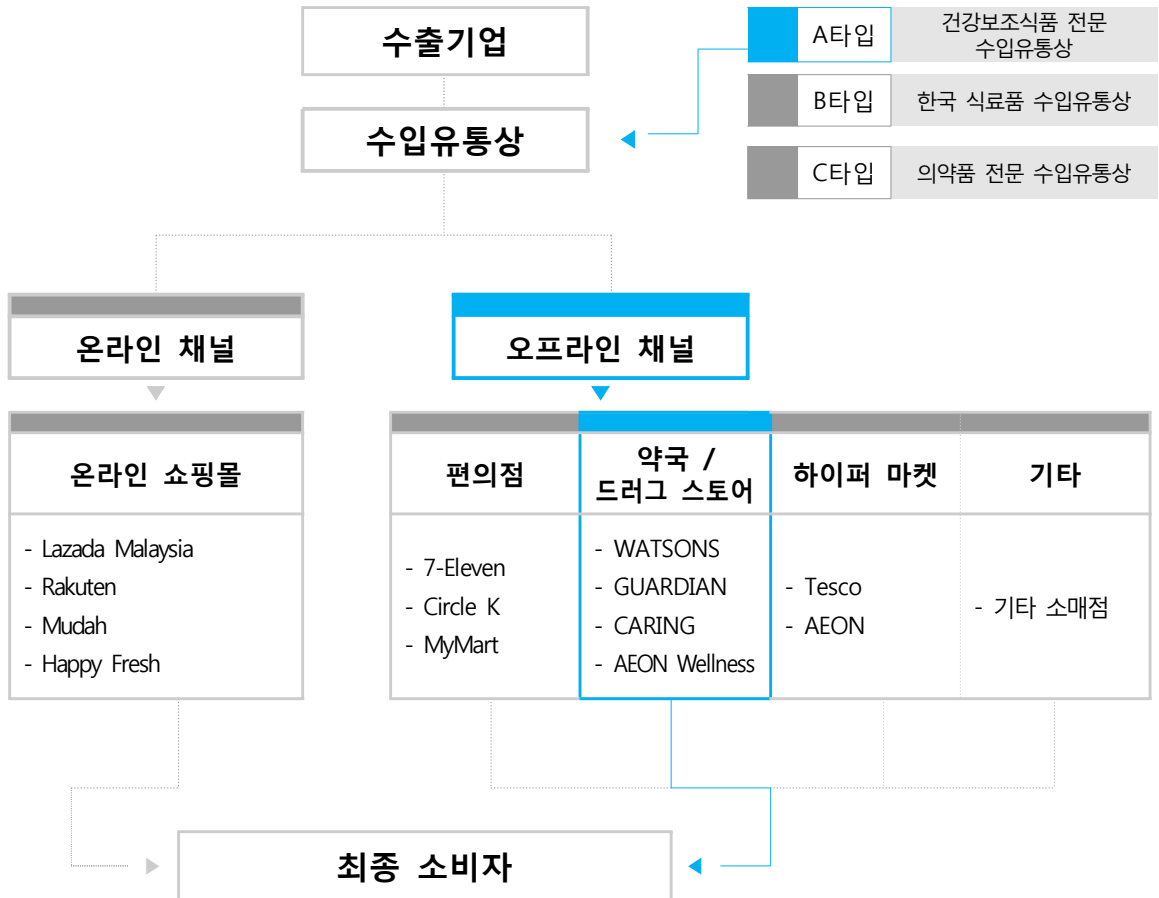 수출기업
수입유통상
A타입
건강보조식품 전문
수입유통상
B타입
한국 식료품 수입유통상
C타입
의약품 전문 수입유통상
온라인 채널
오프라인 채널
온라인 쇼핑몰
- Lazada Malaysia
- Rakuten
- Mudah
- Happy Fresh
편의점
- 7-Eleven
- Circle K
- MyMart
약국 /
드러그 스토어
- WATSONS
- GUARDIAN
- CARING
- AEON Wellness
하이퍼 마켓
- Tesco
- AEON
기타
- 기타 소매점
최종 소비자